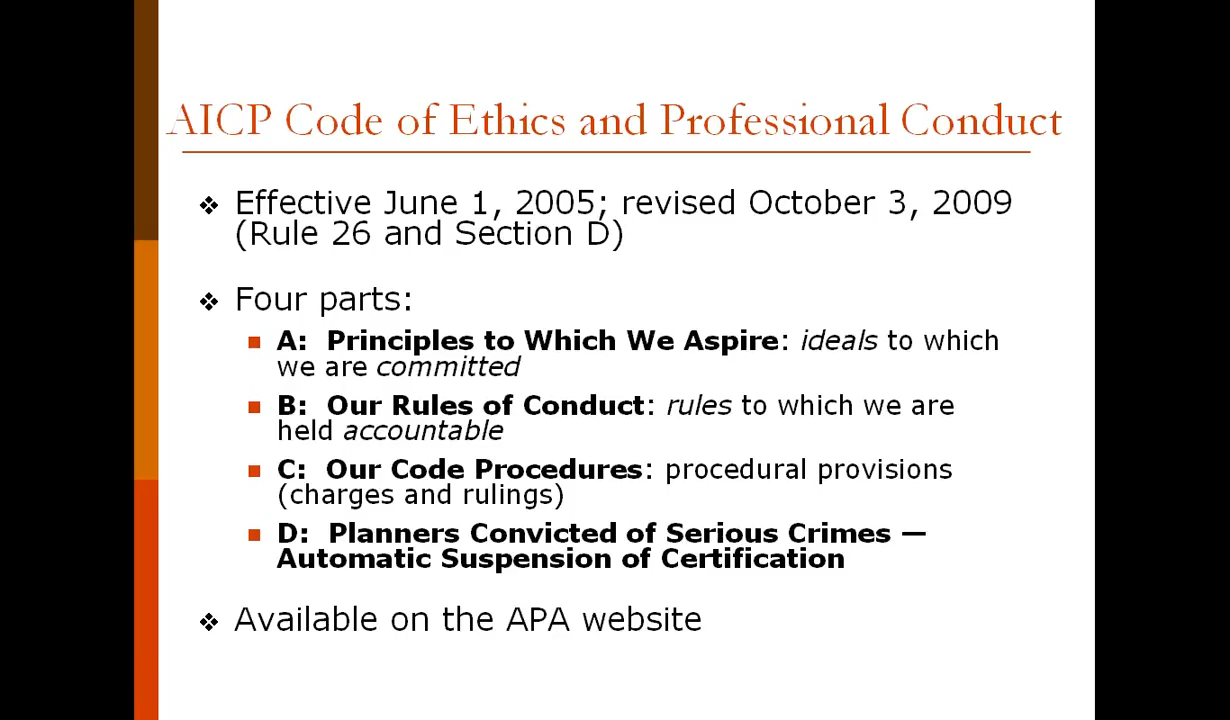 AICP Code of Ethics and Professional Conduct
❖ Effective June 1, 2005; revised October 3, 2009
(Rule 26 and Section D)
❖ Four parts:
■ A: Principles to Which We Aspire: ideals to which
we are committed
■ B: Our Rules of Conduct: rules to which we are
held accountable
■ C: Our Code Procedures: procedural provisions
(charges and rulings)
■ D: Planners Convicted of Serious Crimes —
Automatic Suspension of Certification
❖ Available on the APA website